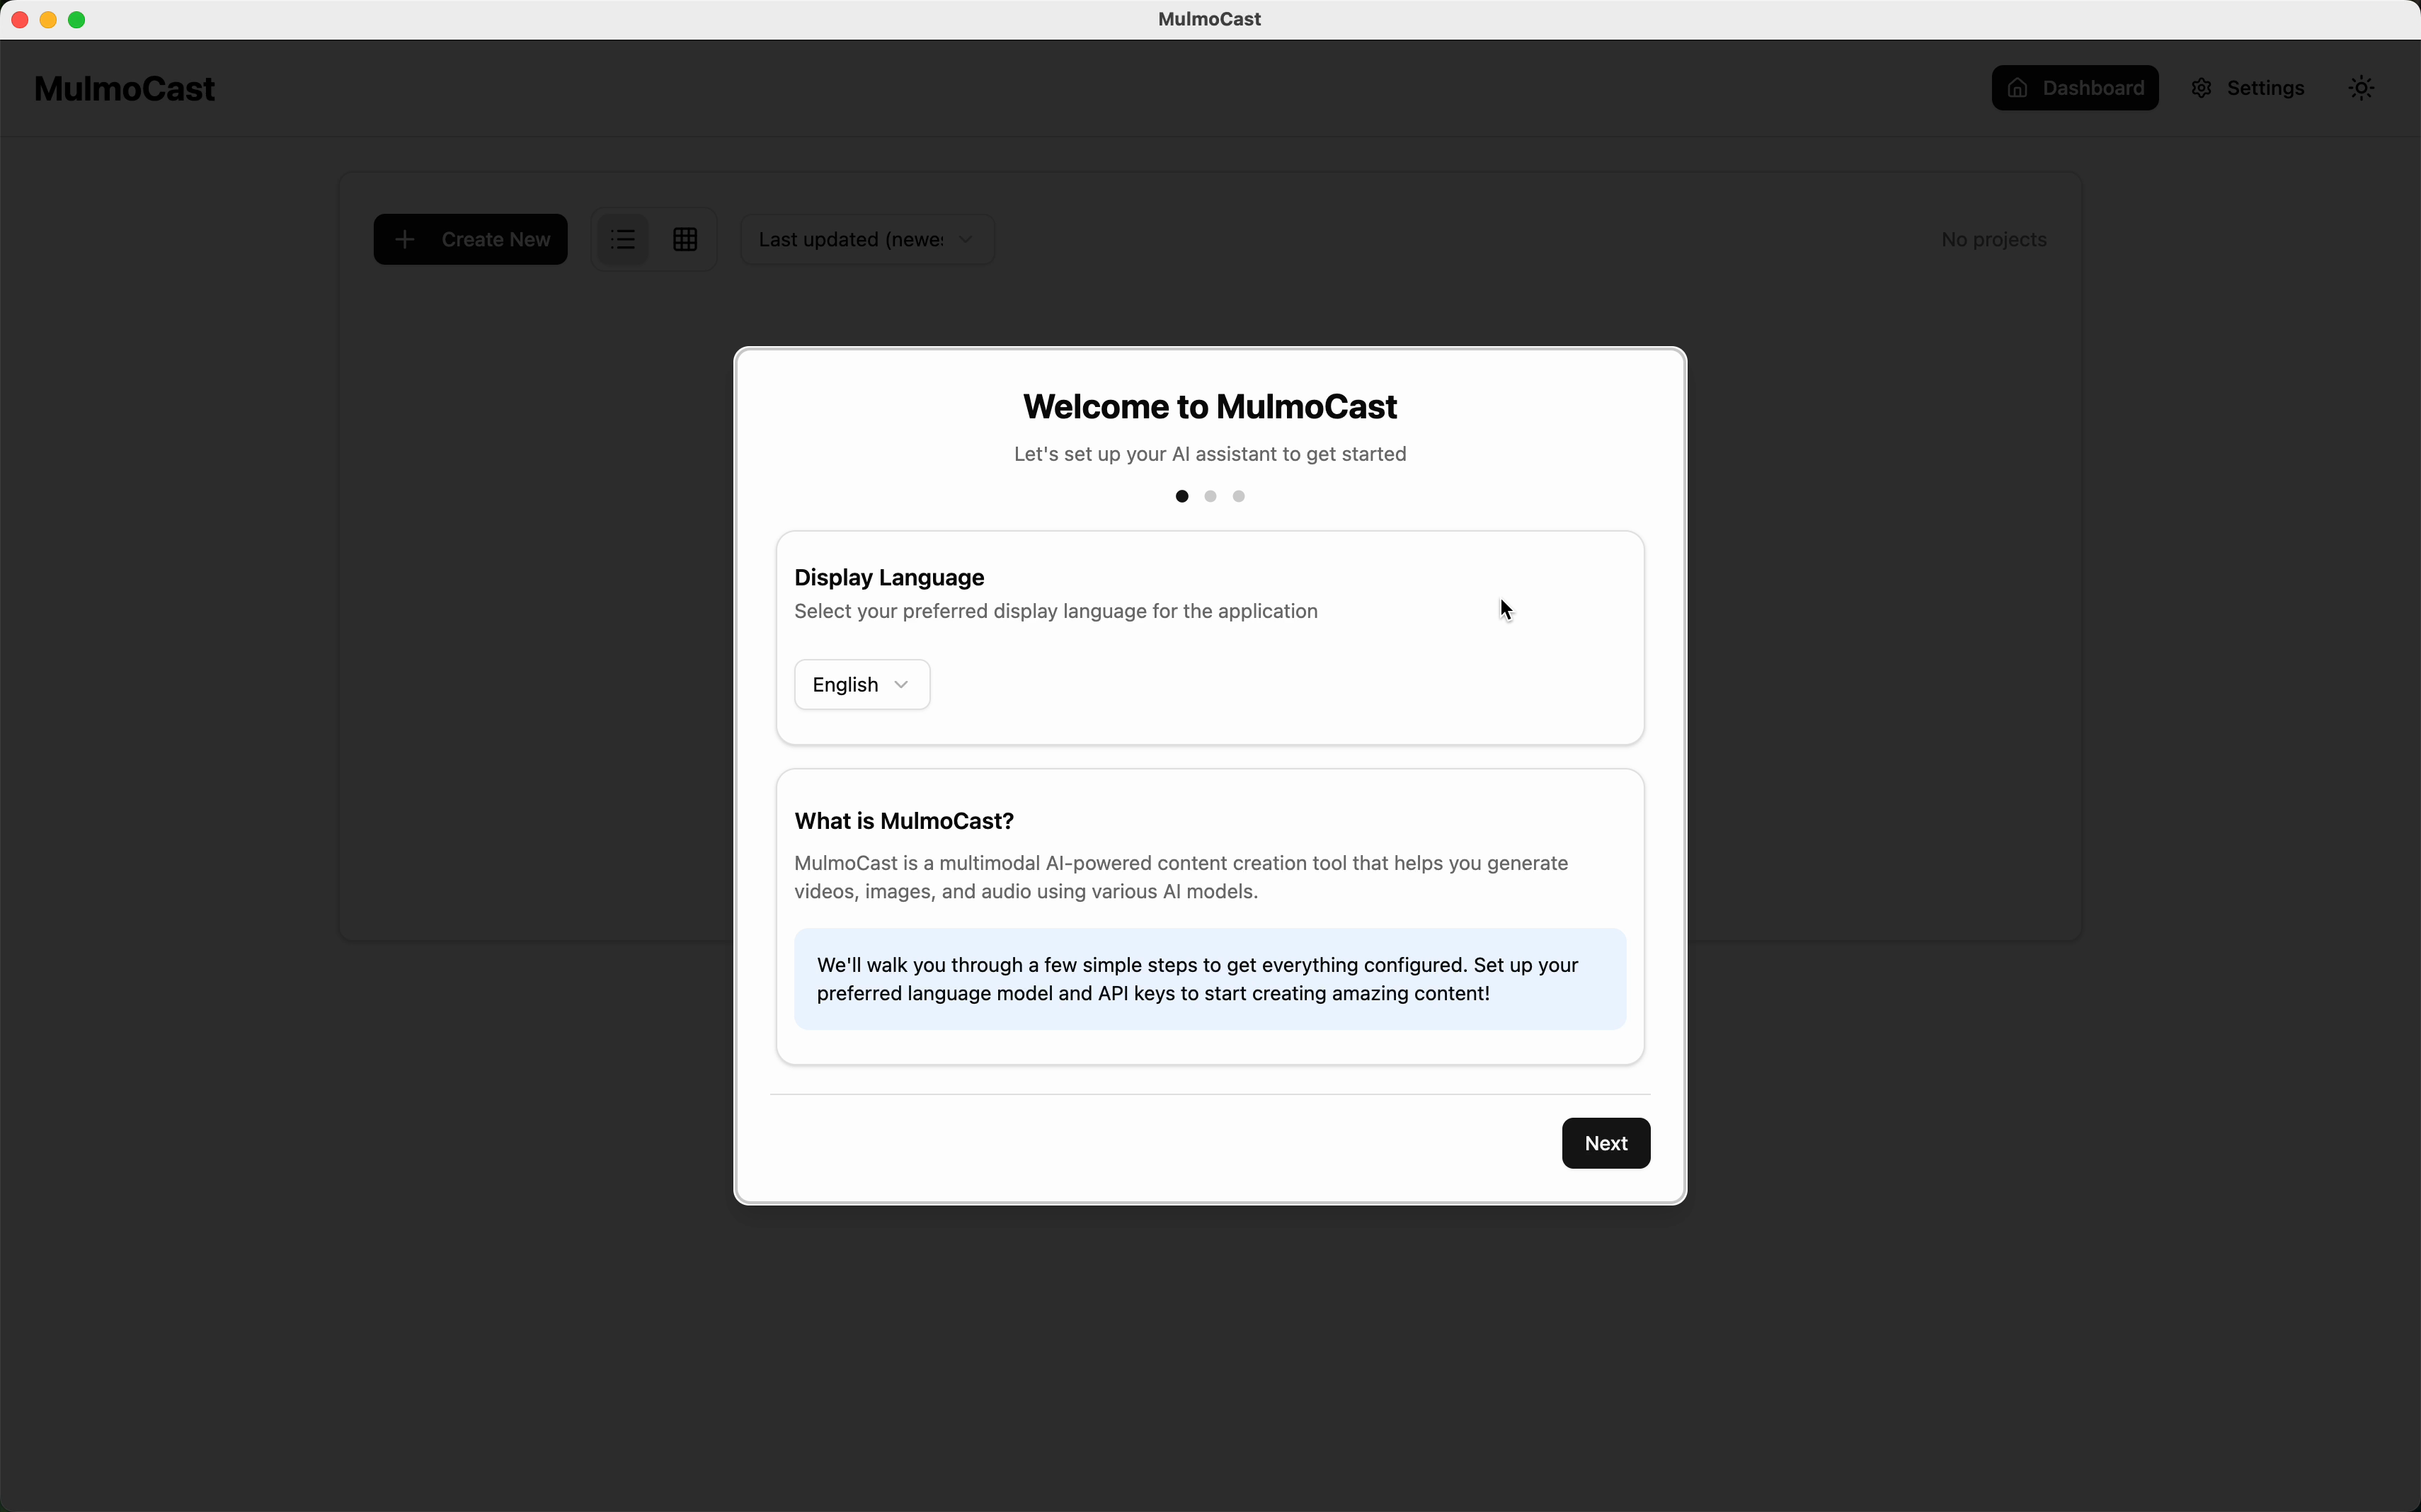 MulmoCast
MulmoCast
Dashboard
Settings
Create New
Last updated (newes
No projects
Welcome to MulmoCast
Let's set up your AI assistant to get started
Display Language
Select your preferred display language for the application
English
What is MulmoCast?
MulmoCast is a multimodal AI-powered content creation tool that helps you generate
videos, images, and audio using various AI models.
We'll walk you through a few simple steps to get everything configured. Set up your
preferred language model and API keys to start creating amazing content!
Next